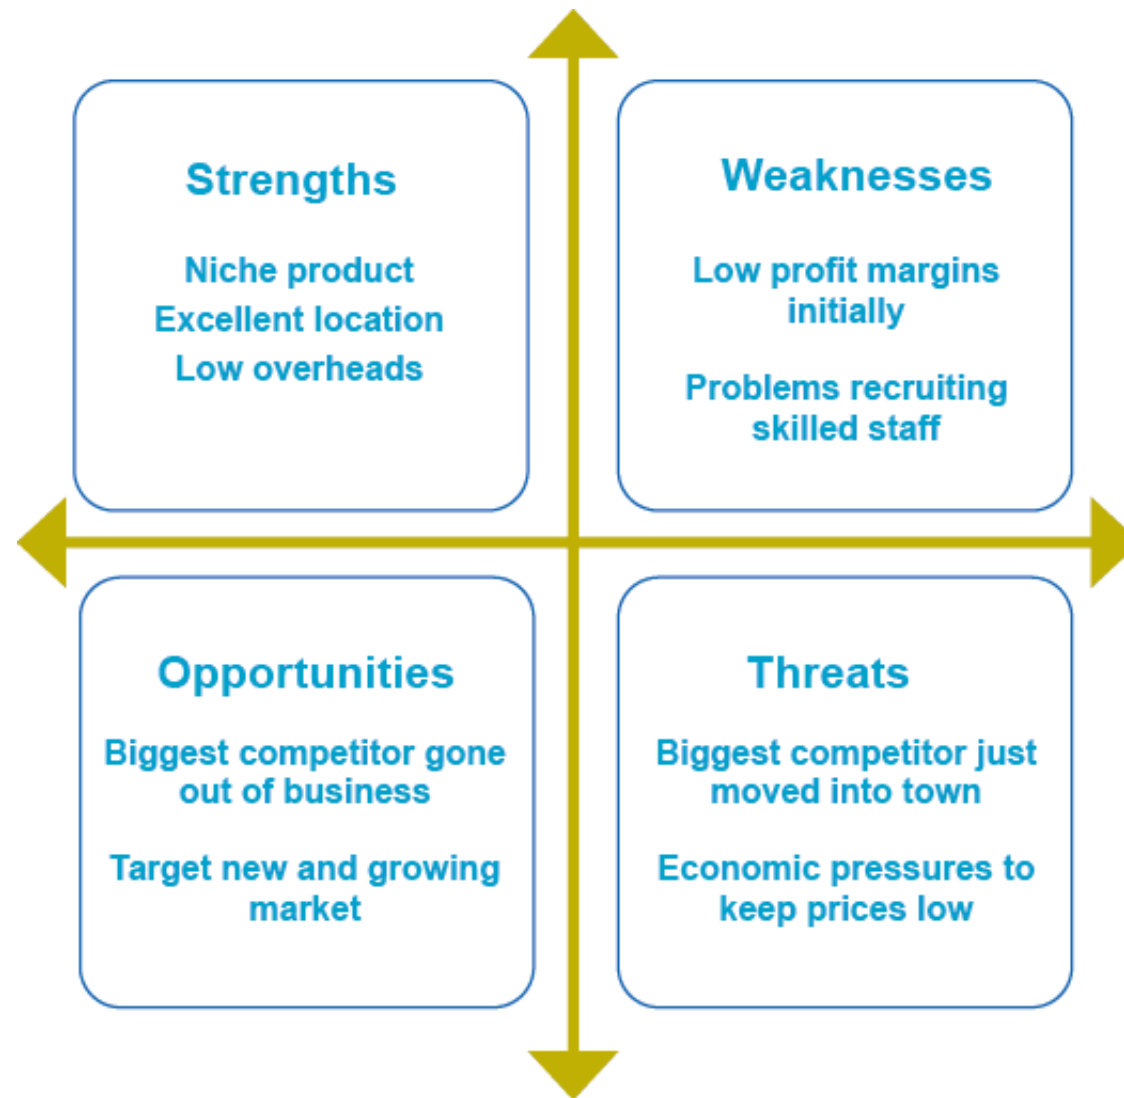 Strengths
Niche product
Excellent location
Low overheads
Weaknesses
Low profit margins
initially
Problems recruiting
skilled staff
Opportunities
Biggest competitor gone
out of business
Target new and growing
market
Threats
Biggest competitor just
moved into town
Economic pressures to
keep prices low